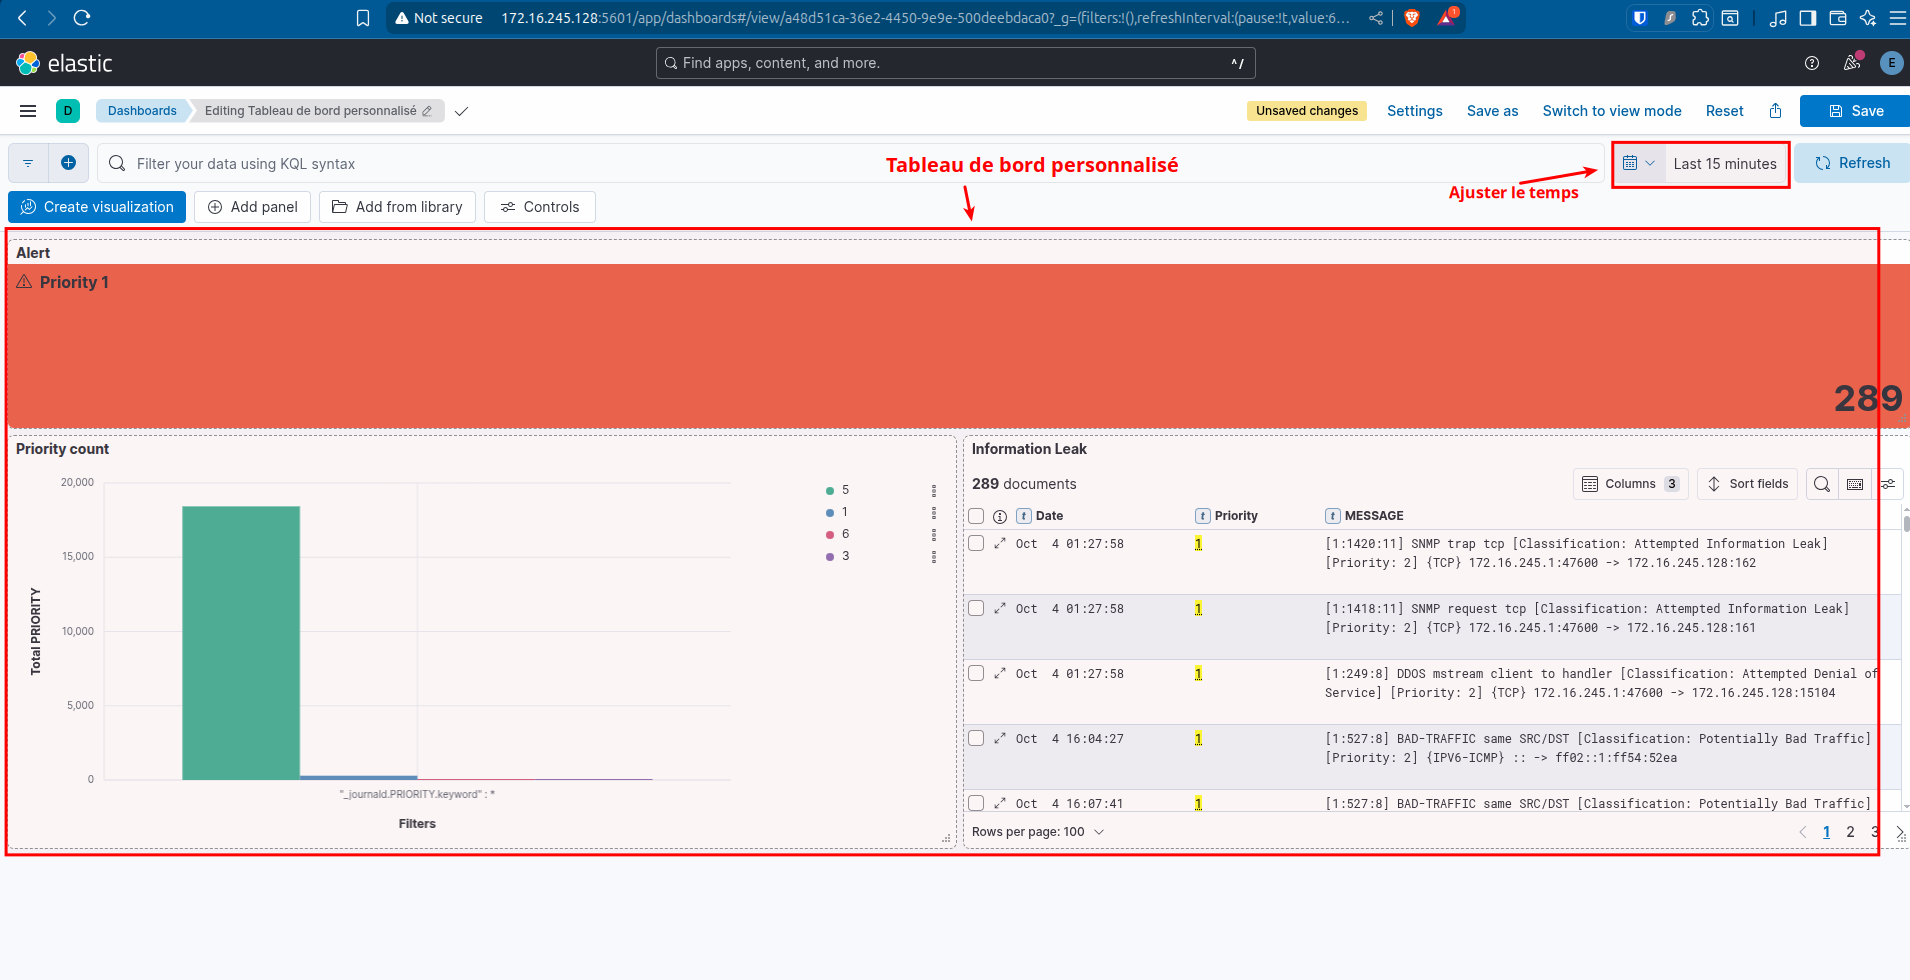 Not secure 172.16.245.128:5601/app/dashboards#/view/a48d51ca-36e2-4450-9e9e-500deebdaca0?_g=(filters:!(),refreshInterval:(pause:!t,value:6... 1
elastic Find apps, content, and more. ^/ E
D Dashboards Editing Tableau de bord personnalisé Unsaved changes Settings Save as Switch to view mode Reset Save
Filter your data using KQL syntax Tableau de bord personnalisé Last 15 minutes Refresh
Ajuster le temps
Create visualization Add panel Add from library Controls
Alert
Priority 1
289
Priority count
20,000
15,000
10,000
5,000
0
Total PRIORITY
"_journald.PRIORITY.keyword" : *
Filters
5
1
6
3
Information Leak
289 documents Columns 3 Sort fields
t Date t Priority t MESSAGE
Oct 4 01:27:58 1 [1:1420:11] SNMP trap tcp [Classification: Attempted Information Leak]
[Priority: 2] {TCP} 172.16.245.1:47600 -> 172.16.245.128:162
Oct 4 01:27:58 1 [1:1418:11] SNMP request tcp [Classification: Attempted Information Leak]
[Priority: 2] {TCP} 172.16.245.1:47600 -> 172.16.245.128:161
Oct 4 01:27:58 1 [1:249:8] DDOS mstream client to handler [Classification: Attempted Denial of
Service] [Priority: 2] {TCP} 172.16.245.1:47600 -> 172.16.245.128:15104
Oct 4 16:04:27 1 [1:527:8] BAD-TRAFFIC same SRC/DST [Classification: Potentially Bad Traffic]
[Priority: 2] {IPV6-ICMP} :: -> ff02::1:ff54:52ea
Oct 4 16:07:41 1 [1:527:8] BAD-TRAFFIC same SRC/DST [Classification: Potentially Bad Traffic]
Rows per page: 100 1 2 3